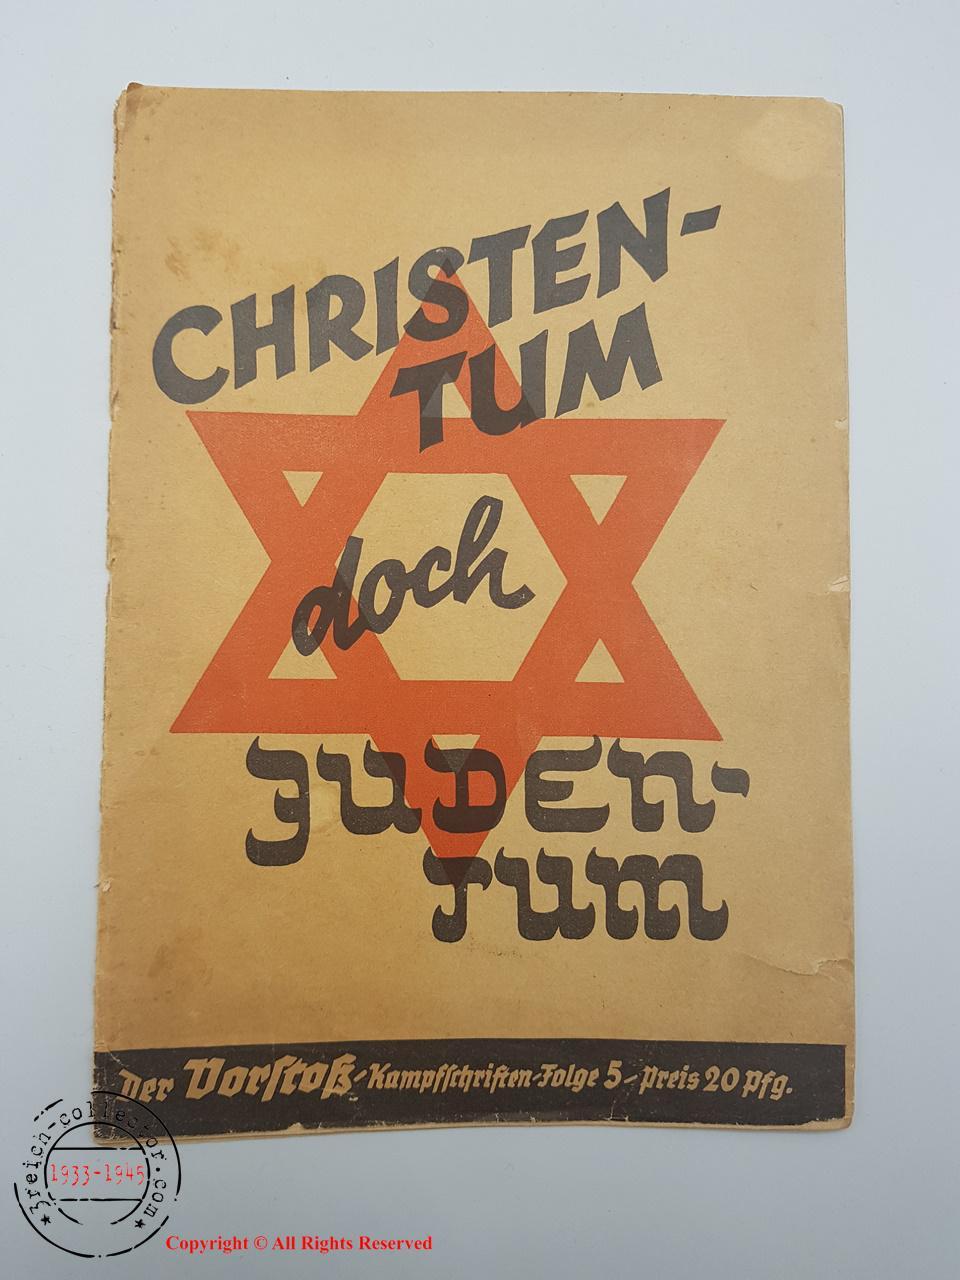 CHRISTEN-
TUM
doch
JUDEN-
TUM
Der Vorstoß-Kampfschriften-Folge 5-Preis 20 Pfg.
3reich-collector.com
1933-1945
Copyright © All Rights Reserved